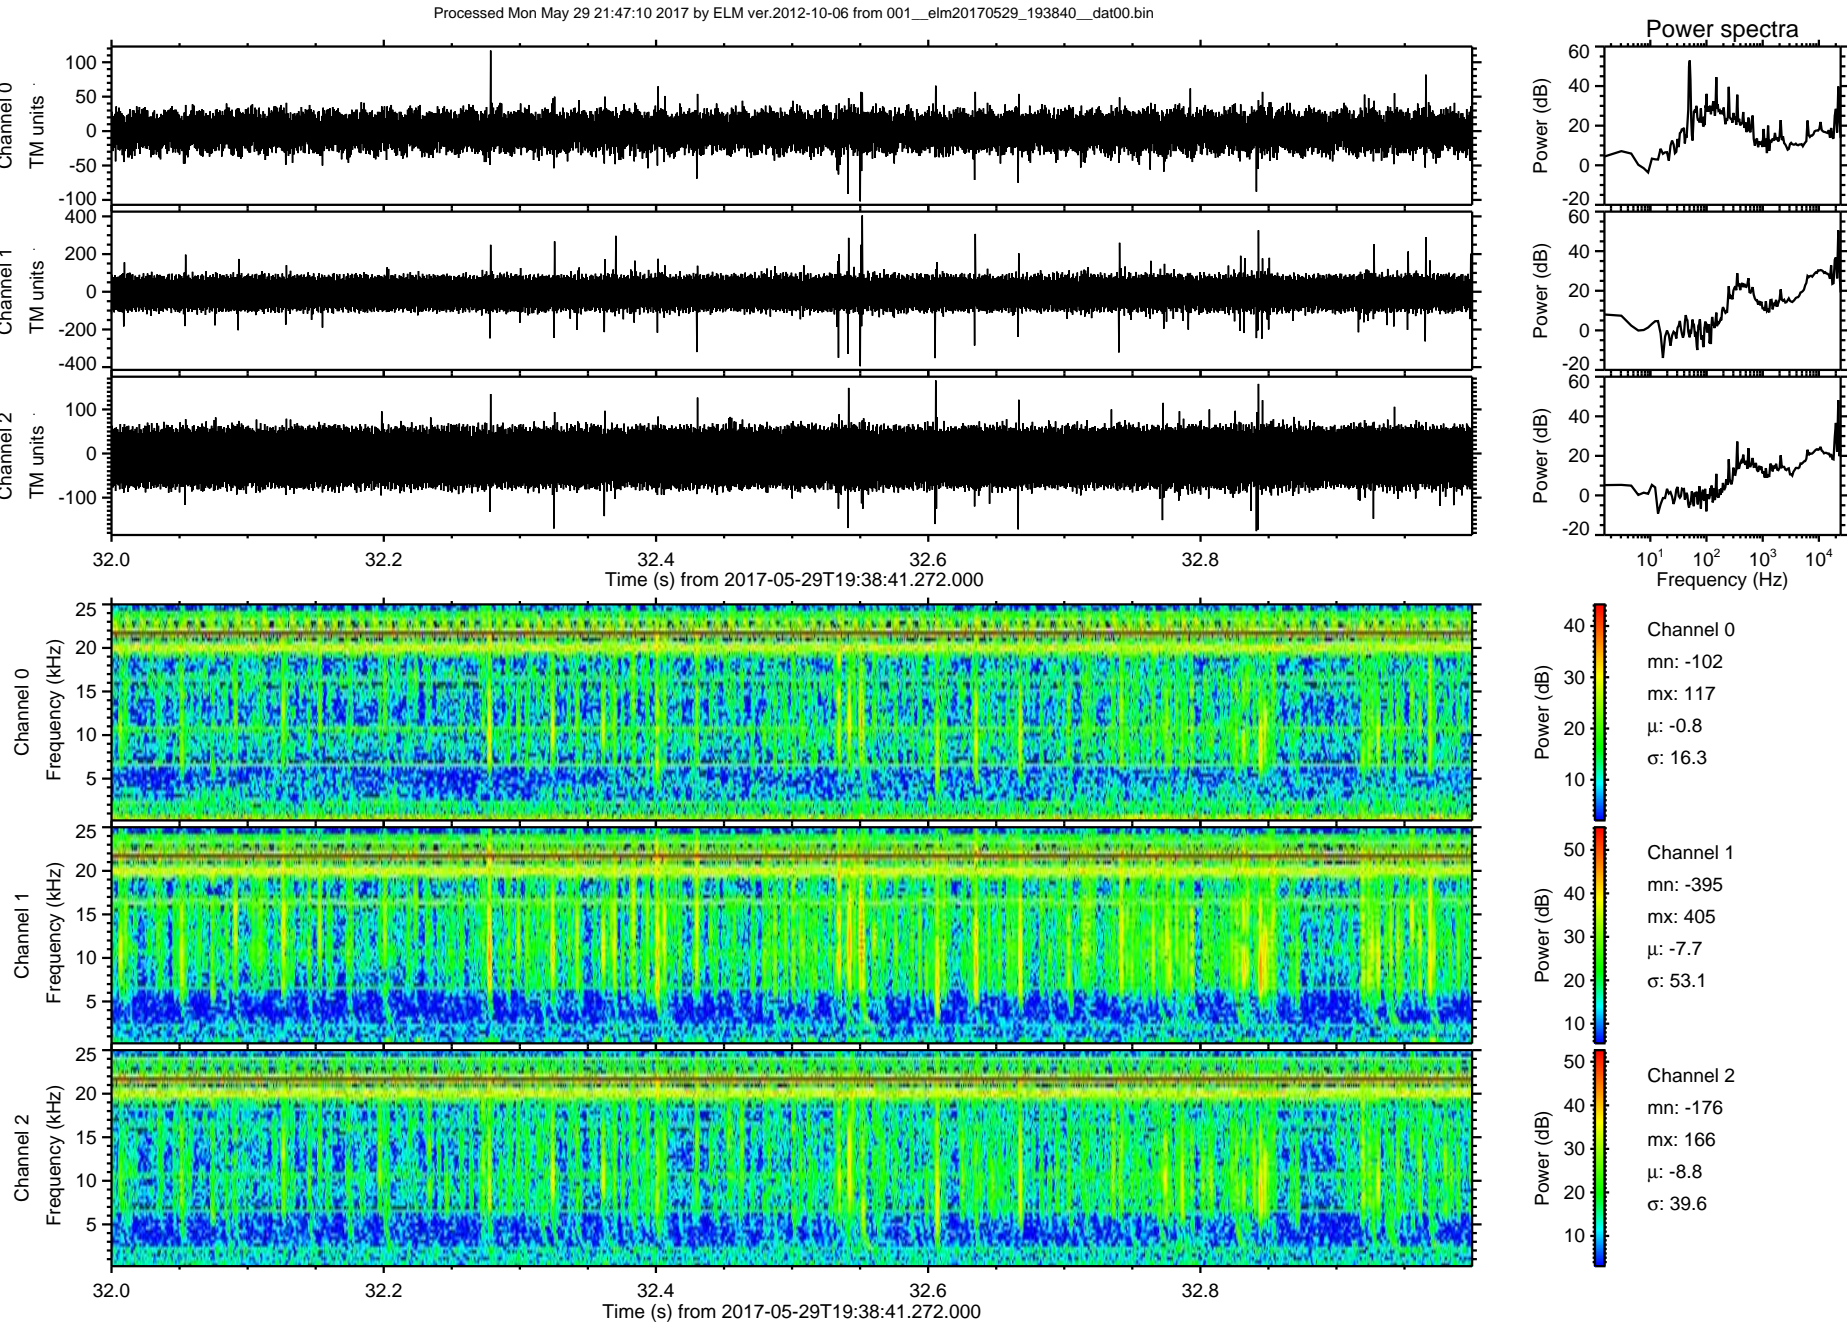 Processed Mon May 29 21:47:10 2017 by ELM ver.2012-10-06 from 001__elm20170529_193840__dat00.bin
Power spectra
Channel 0
TM units
100
50
0
-50
-100
Power (dB)
60
40
20
0
-20
Channel 1
TM units
400
200
0
-200
-400
Power (dB)
60
40
20
0
-20
Channel 2
TM units
100
0
-100
Power (dB)
60
40
20
0
-20
32.0 32.2 32.4 32.6 32.8
Time (s) from 2017-05-29T19:38:41.272.000
10^1 10^2 10^3 10^4
Frequency (Hz)
Channel 0
Frequency (kHz)
25
20
15
10
5
Power (dB)
40
30
20
10
Channel 0
mn: -102
mx: 117
μ: -0.8
σ: 16.3
Channel 1
Frequency (kHz)
25
20
15
10
5
Power (dB)
50
40
30
20
10
Channel 1
mn: -395
mx: 405
μ: -7.7
σ: 53.1
Channel 2
Frequency (kHz)
25
20
15
10
5
Power (dB)
50
40
30
20
10
Channel 2
mn: -176
mx: 166
μ: -8.8
σ: 39.6
32.0 32.2 32.4 32.6 32.8
Time (s) from 2017-05-29T19:38:41.272.000